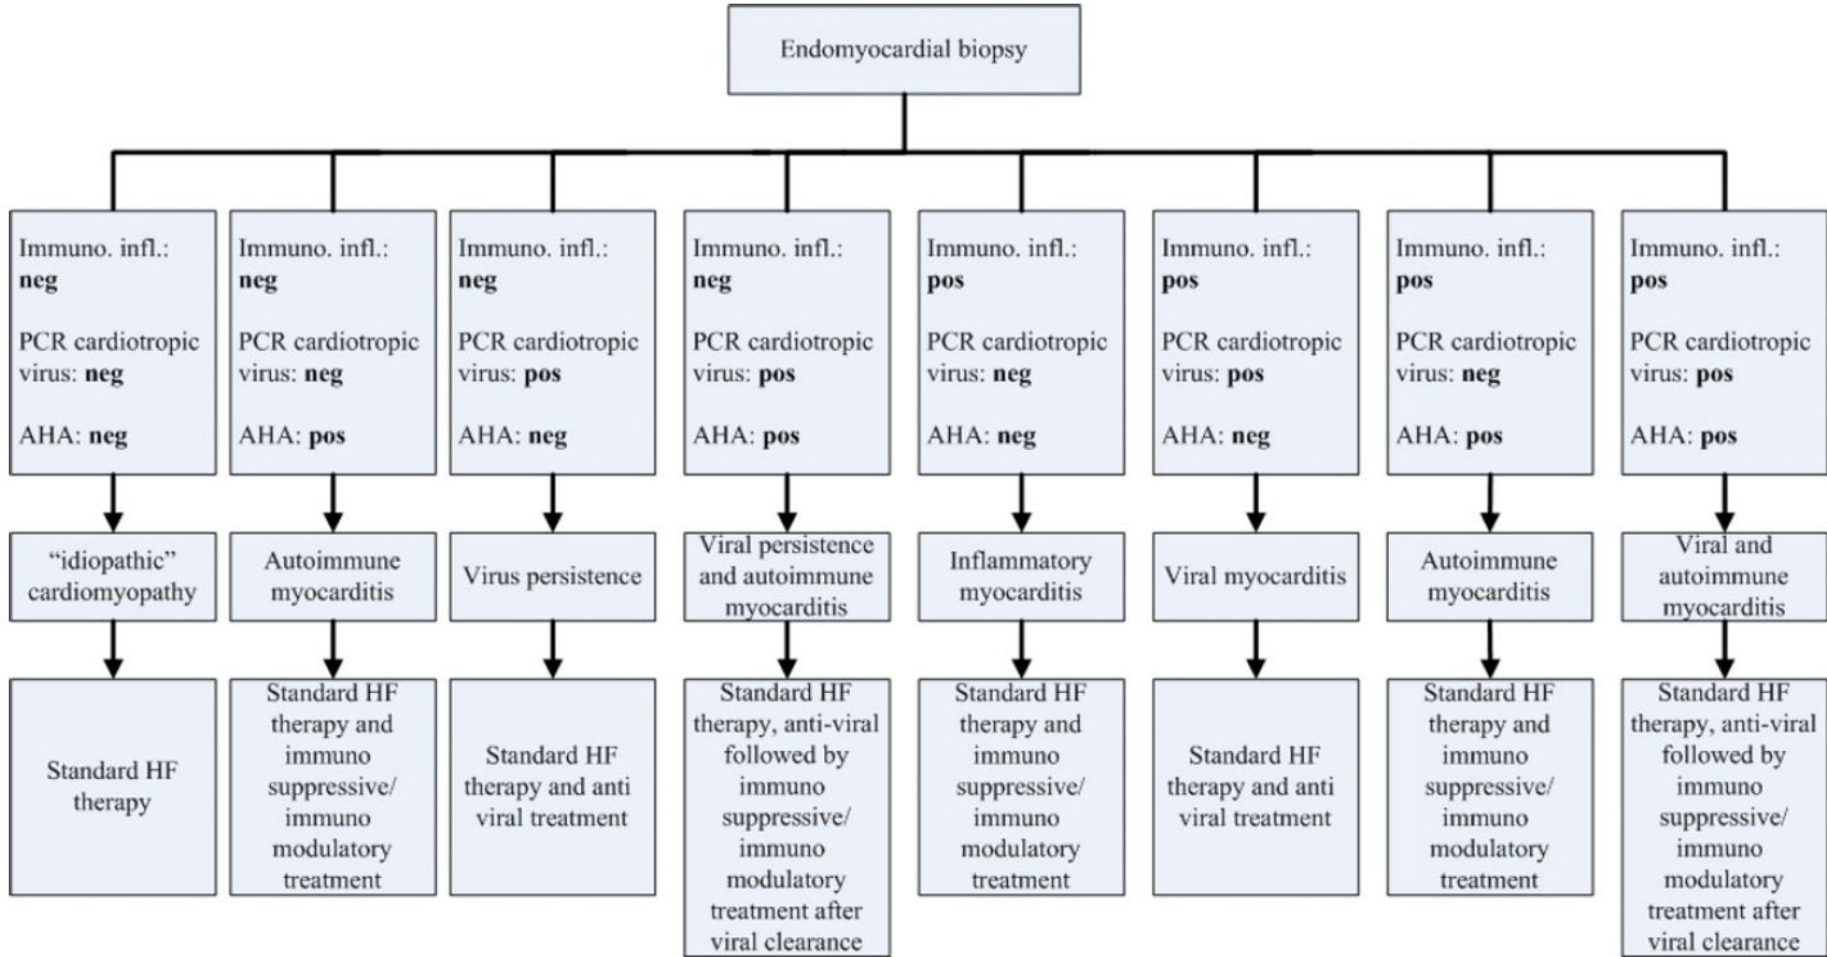 Endomyocardial biopsy
Immuno. infl.:
neg
PCR cardiotropic
virus: neg
AHA: neg
Immuno. infl.:
neg
PCR cardiotropic
virus: neg
AHA: pos
Immuno. infl.:
neg
PCR cardiotropic
virus: pos
AHA: neg
Immuno. infl.:
neg
PCR cardiotropic
virus: pos
AHA: pos
Immuno. infl.:
pos
PCR cardiotropic
virus: neg
AHA: neg
Immuno. infl.:
pos
PCR cardiotropic
virus: pos
AHA: neg
Immuno. infl.:
pos
PCR cardiotropic
virus: neg
AHA: pos
Immuno. infl.:
pos
PCR cardiotropic
virus: pos
AHA: pos
“idiopathic”
cardiomyopathy
Autoimmune
myocarditis
Virus persistence
Viral persistence
and autoimmune
myocarditis
Inflammatory
myocarditis
Viral myocarditis
Autoimmune
myocarditis
Viral and
autoimmune
myocarditis
Standard HF
therapy
Standard HF
therapy and
immuno
suppressive/
immuno
modulatory
treatment
Standard HF
therapy and anti
viral treatment
Standard HF
therapy, anti-viral
followed by
immuno
suppressive/
immuno
modulatory
treatment after
viral clearance
Standard HF
therapy and
immuno
suppressive/
immuno
modulatory
treatment
Standard HF
therapy and anti
viral treatment
Standard HF
therapy and
immuno
suppressive/
immuno
modulatory
treatment
Standard HF
therapy, anti-viral
followed by
immuno
suppressive/
immuno
modulatory
treatment after
viral clearance